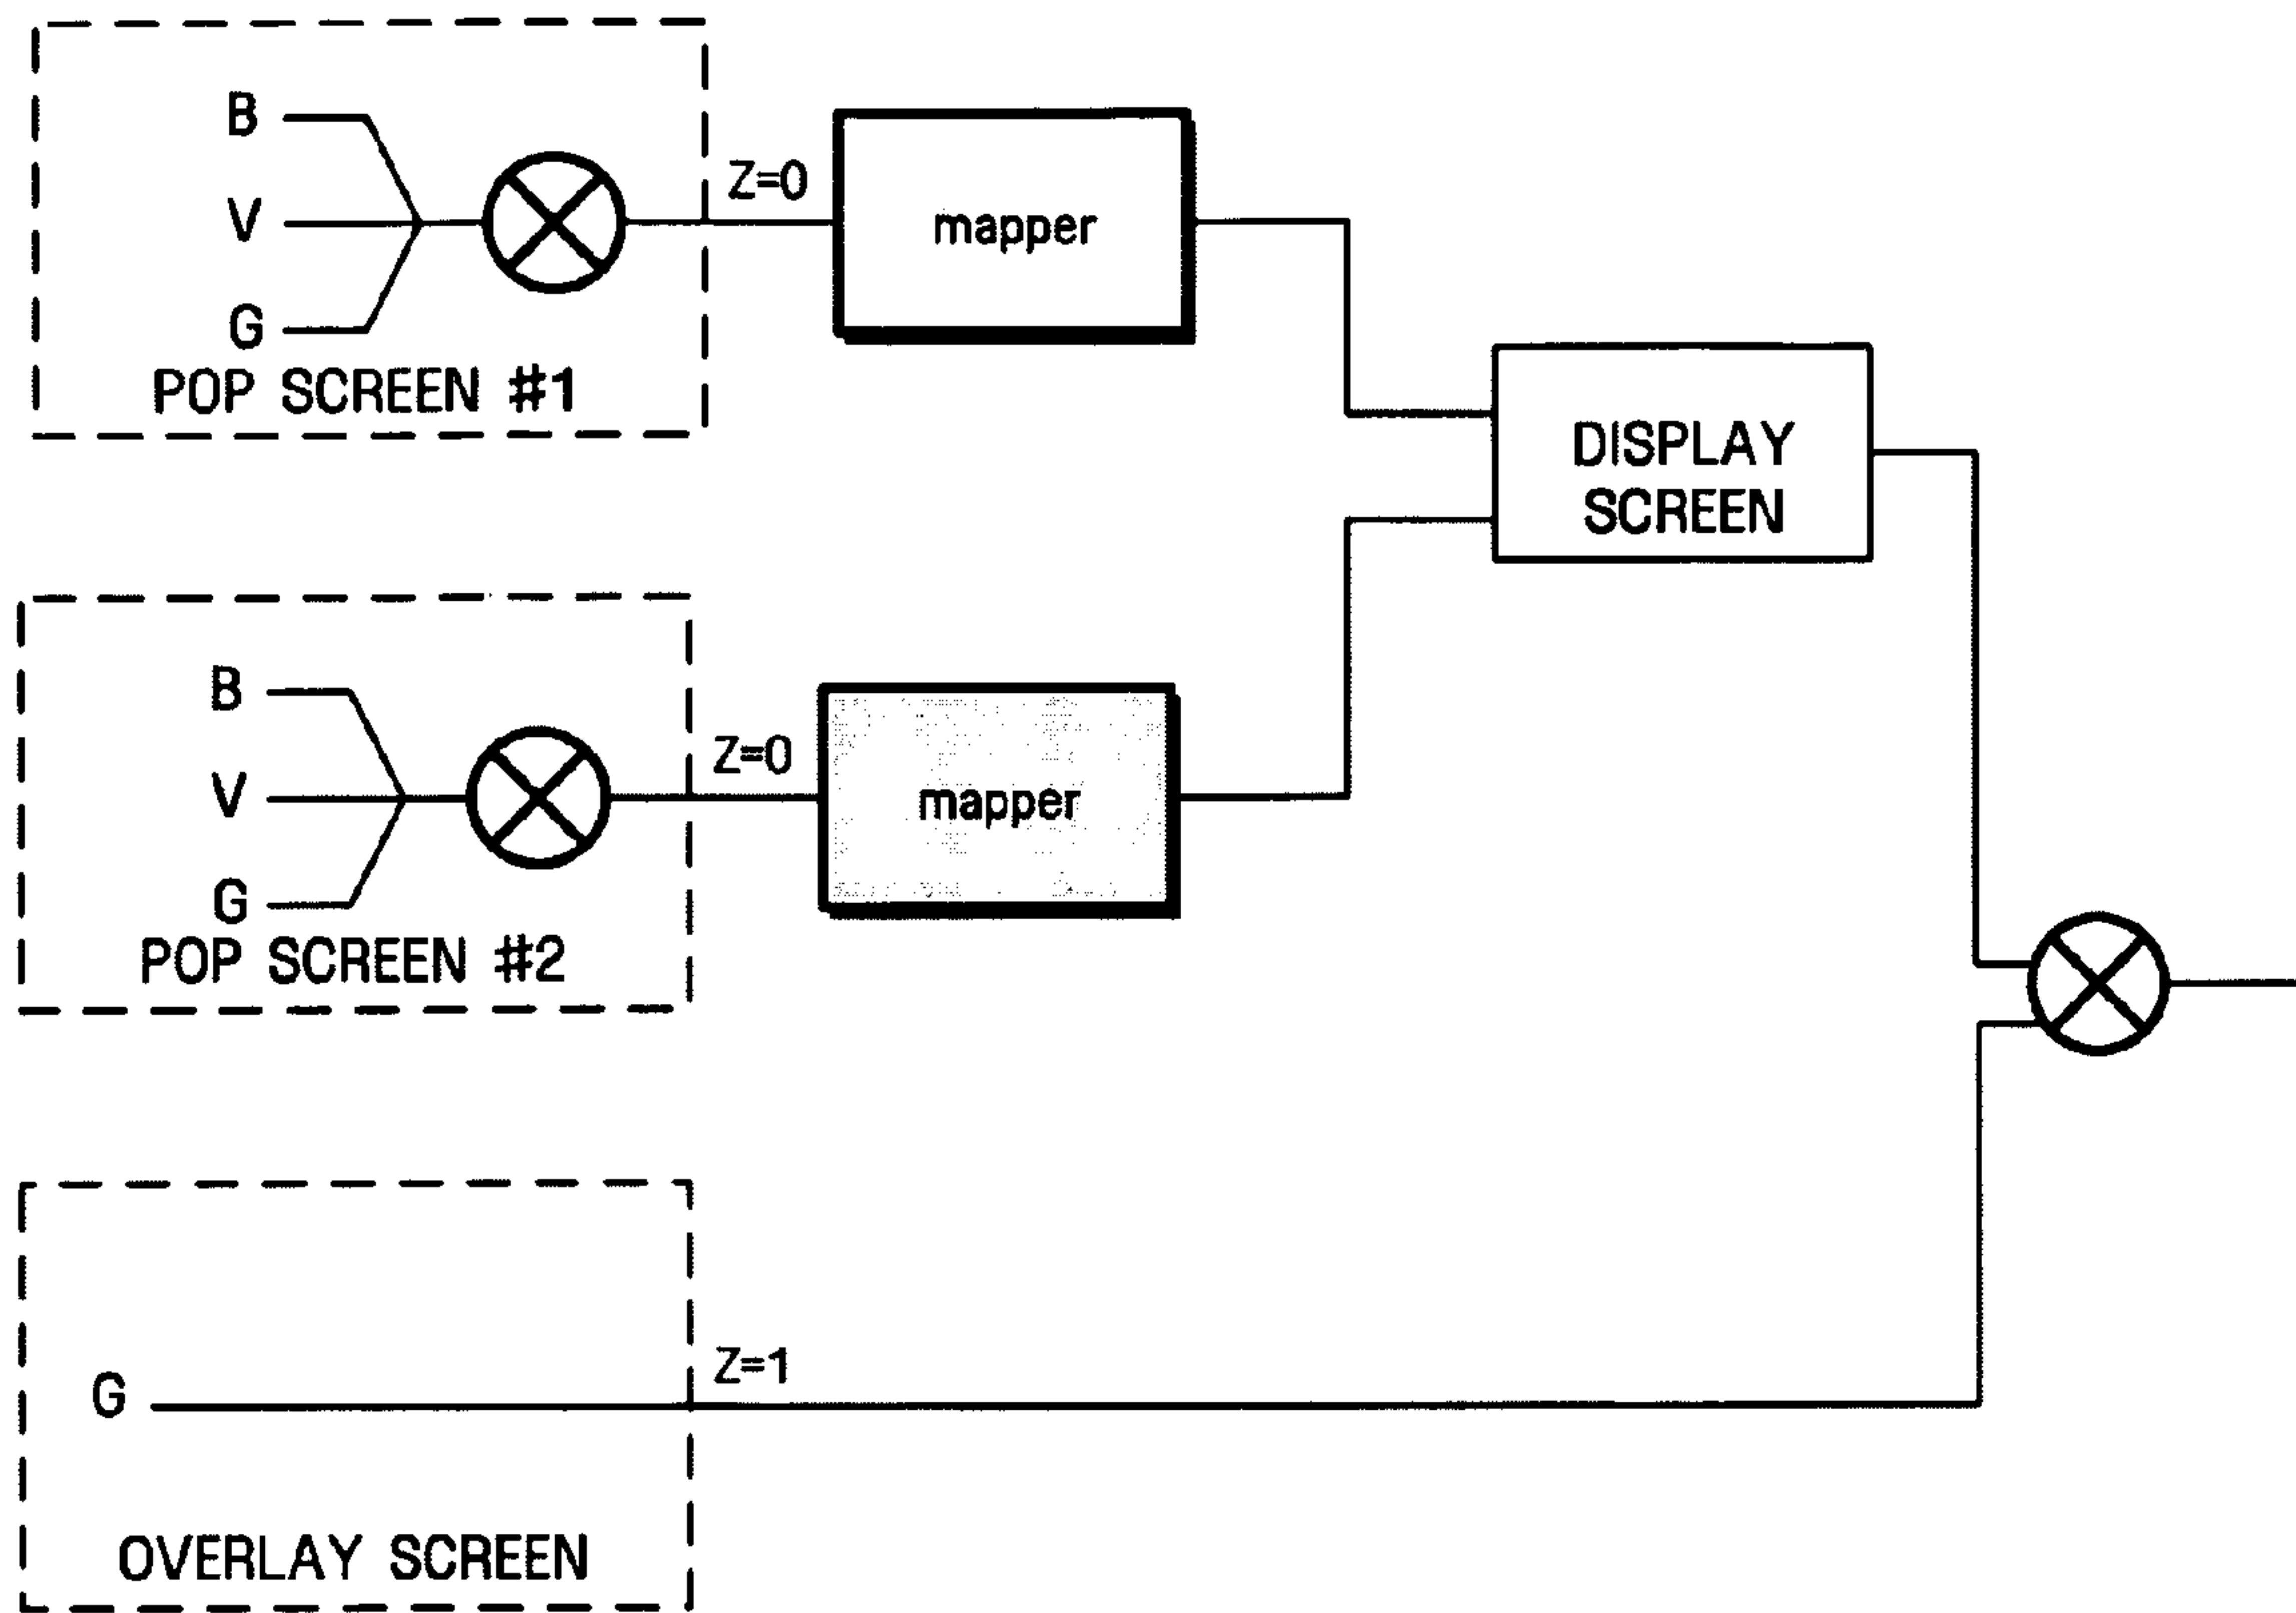 B
V
G
POP SCREEN #1
Z=0
mapper
DISPLAY
SCREEN
B
V
G
POP SCREEN #2
Z=0
mapper
G
Z=1
OVERLAY SCREEN